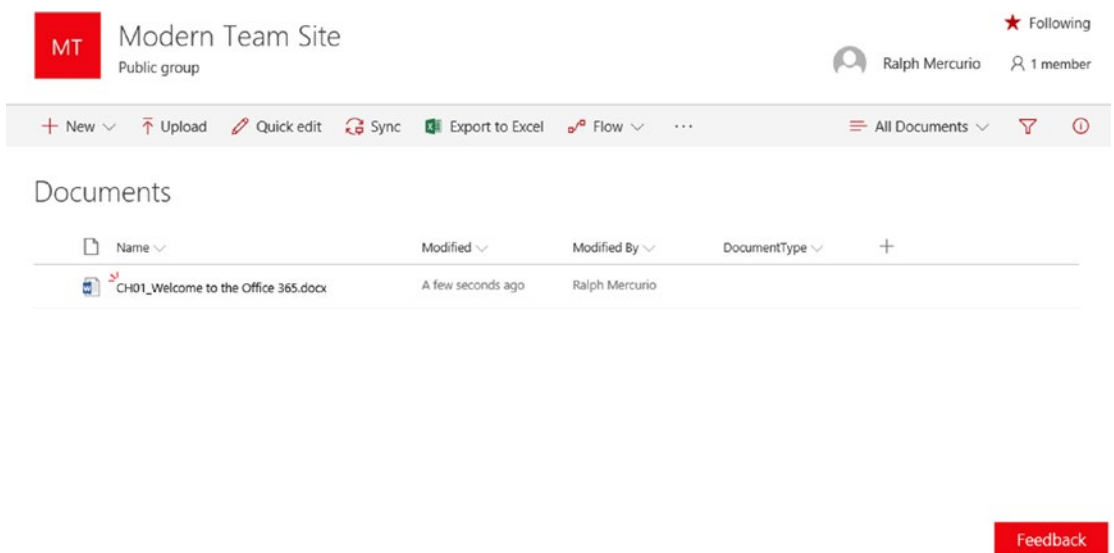 MT
Modern Team Site
Public group
Following
Ralph Mercurio
1 member
New
Upload
Quick edit
Sync
Export to Excel
Flow
...
All Documents
Documents
Name
Modified
Modified By
DocumentType
CH01_Welcome to the Office 365.docx
A few seconds ago
Ralph Mercurio
Feedback